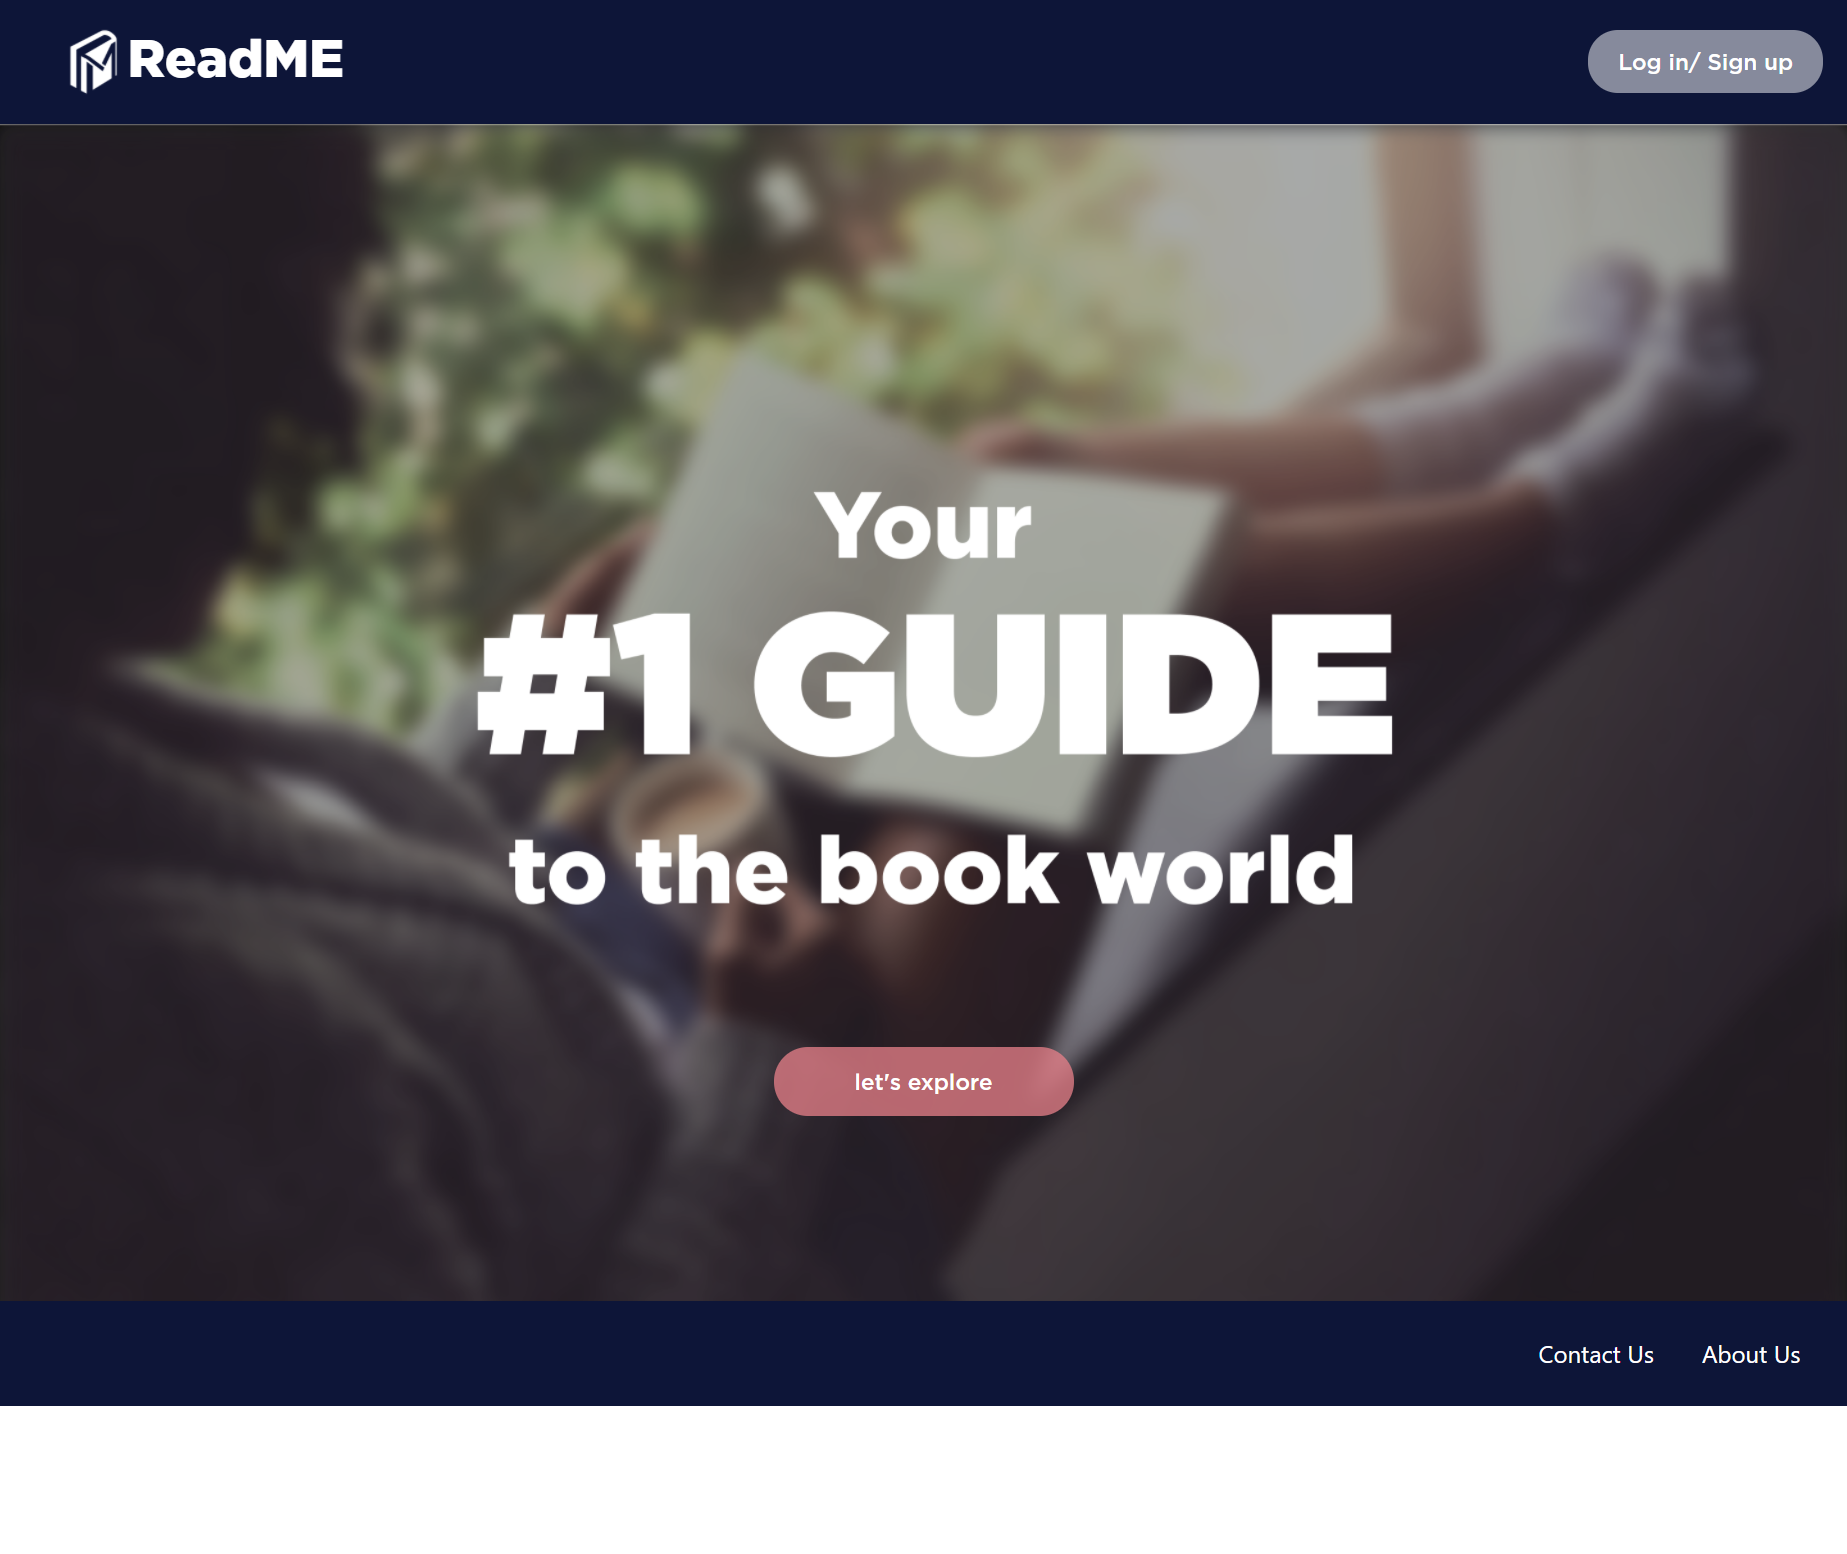 ReadME
Log in/ Sign up
Your
#1 GUIDE
to the book world
let's explore
Contact Us
About Us